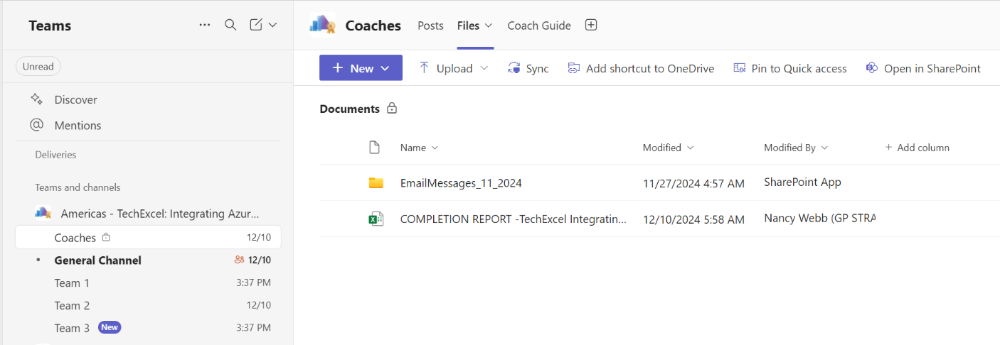 Teams
Unread
Discover
Mentions
Deliveries
Teams and channels
Americas - TechExcel: Integrating Azur...
Coaches 12/10
General Channel 12/10
Team 1 3:37 PM
Team 2 12/10
Team 3 New 3:37 PM
Coaches Posts Files Coach Guide
New Upload Sync Add shortcut to OneDrive Pin to Quick access Open in SharePoint
Documents
Name Modified Modified By + Add column
EmailMessages_11_2024 11/27/2024 4:57 AM SharePoint App
COMPLETION REPORT -TechExcel Integratin... 12/10/2024 5:58 AM Nancy Webb (GP STRA